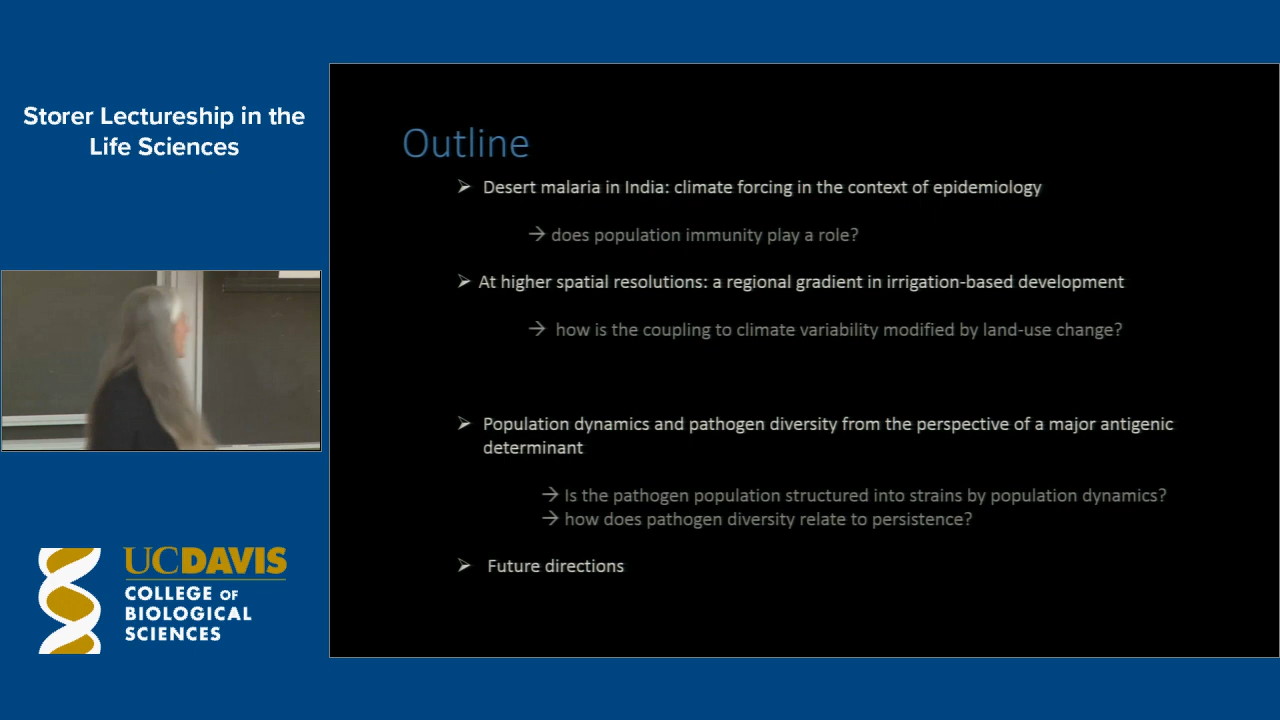 Storer Lectureship in the
Life Sciences
UCDAVIS
COLLEGE OF
BIOLOGICAL
SCIENCES
Outline
➢ Desert malaria in India: climate forcing in the context of epidemiology
→ does population immunity play a role?
➢ At higher spatial resolutions: a regional gradient in irrigation-based development
→ how is the coupling to climate variability modified by land-use change?
➢ Population dynamics and pathogen diversity from the perspective of a major antigenic
determinant
→ Is the pathogen population structured into strains by population dynamics?
→ how does pathogen diversity relate to persistence?
➢ Future directions